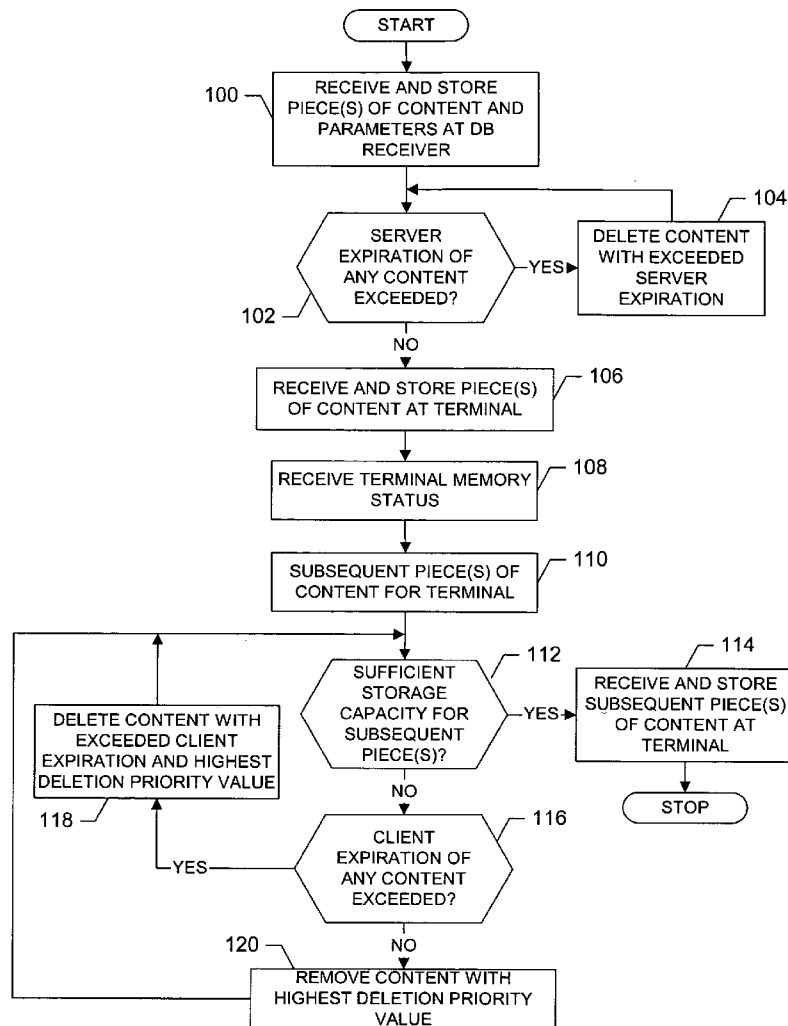 START
100
RECEIVE AND STORE
PIECE(S) OF CONTENT AND
PARAMETERS AT DB
RECEIVER
104
SERVER
EXPIRATION OF
ANY CONTENT
EXCEEDED?
102
YES
DELETE CONTENT
WITH EXCEEDED
SERVER
EXPIRATION
NO
RECEIVE AND STORE PIECE(S)
OF CONTENT AT TERMINAL
106
RECEIVE TERMINAL MEMORY
STATUS
108
SUBSEQUENT PIECE(S) OF
CONTENT FOR TERMINAL
110
112
SUFFICIENT
STORAGE
CAPACITY FOR
SUBSEQUENT
PIECE(S)?
YES
114
RECEIVE AND STORE
SUBSEQUENT PIECE(S)
OF CONTENT AT
TERMINAL
STOP
DELETE CONTENT WITH
EXCEEDED CLIENT
EXPIRATION AND HIGHEST
DELETION PRIORITY VALUE
118
NO
116
CLIENT
EXPIRATION OF
ANY CONTENT
EXCEEDED?
YES
NO
120
REMOVE CONTENT WITH
HIGHEST DELETION PRIORITY
VALUE